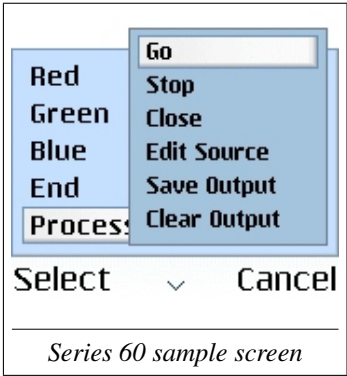 Go
Stop
Close
Edit Source
Save Output
Clear Output
Red
Green
Blue
End
Process
Select
Cancel
Series 60 sample screen